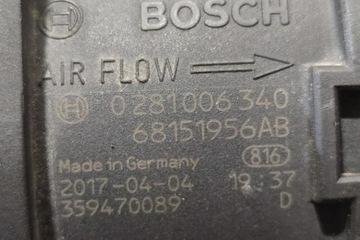 BOSCH
AIR FLOW
0 281 006 340
68151956AB
Made in Germany 816
2017-04-04 19:37
359470089 D